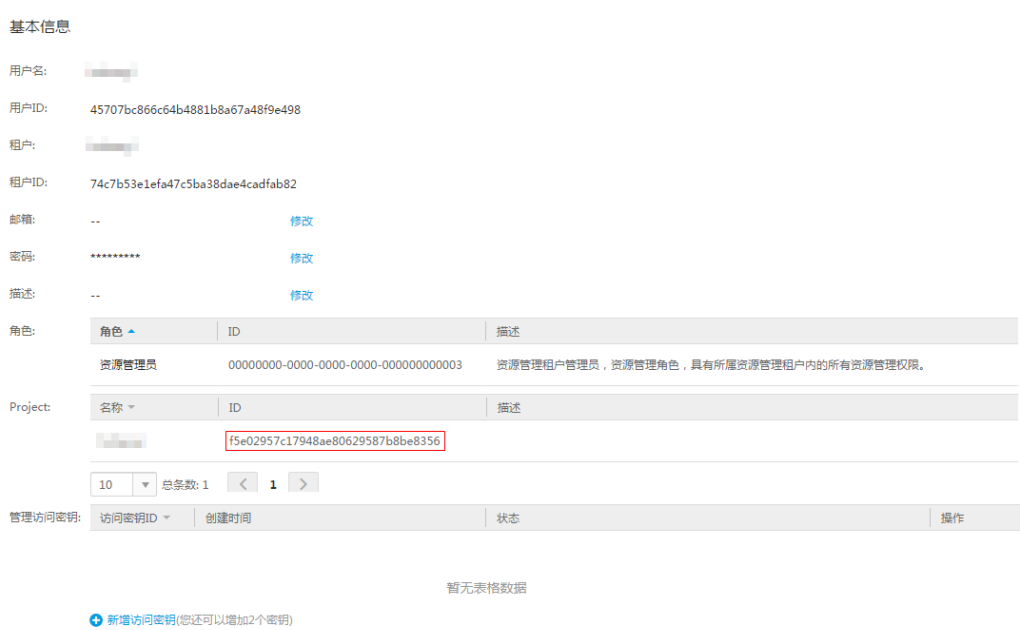 基本信息
用户名:
用户ID: 45707bc866c64b4881b8a67a48f9e498
租户:
租户ID: 74c7b53e1efa47c5ba38dae4cadfab82
邮箱: -- 修改
密码: ********* 修改
描述: -- 修改
角色: 角色 ID 描述
资源管理员 00000000-0000-0000-0000-000000000003 资源管理租户管理员，资源管理角色，具有所属资源管理租户内的所有资源管理权限。
Project: 名称 ID 描述
f5e02957c17948ae80629587b8be8356
10 总条数: 1 1
管理访问密钥: 访问密钥ID 创建时间 状态 操作
暂无表格数据
新增访问密钥(您还可以增加2个密钥)